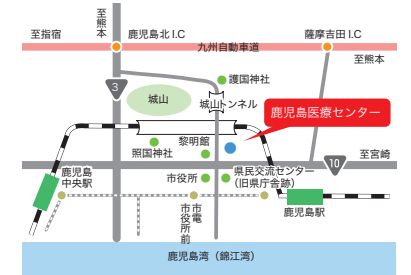 至指宿
至熊本
鹿児島北 I.C
九州自動車道
薩摩吉田 I.C
至熊本
3
護国神社
城山
城山トンネル
鹿児島医療センター
黎明館
照国神社
10
至宮崎
鹿児島
中央駅
市役所
県民交流センター
(旧県庁舎跡)
市電
市役所前
鹿児島駅
鹿児島湾（錦江湾）